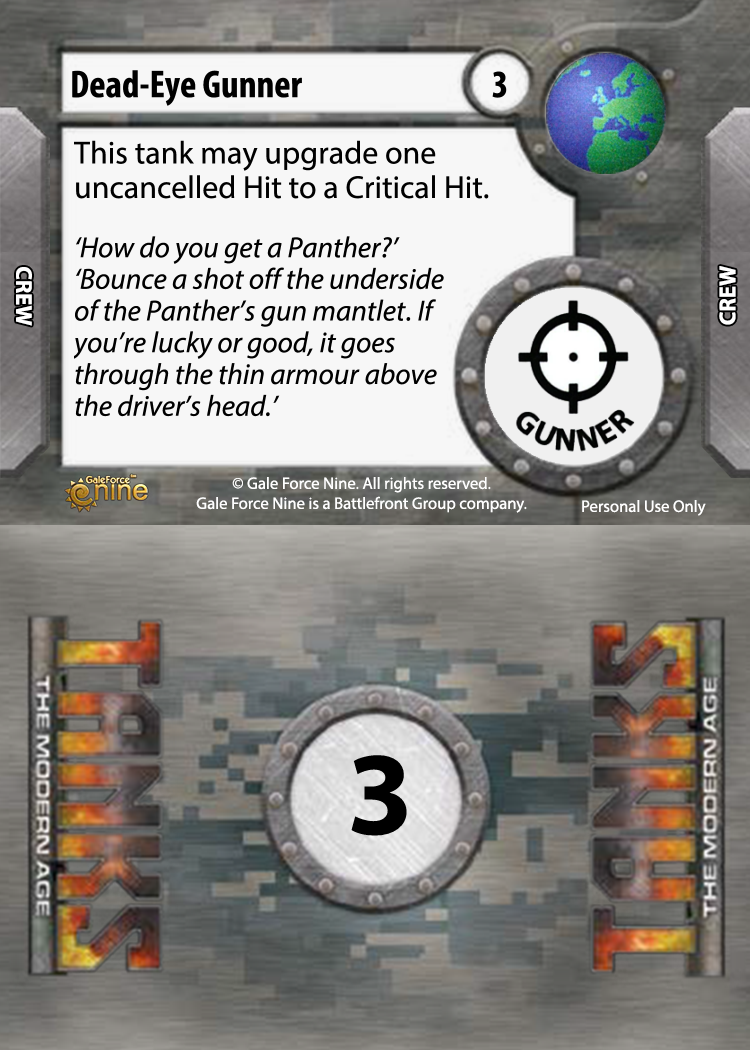 Dead-Eye Gunner
3
This tank may upgrade one
uncancelled Hit to a Critical Hit.
‘How do you get a Panther?’
‘Bounce a shot off the underside
of the Panther’s gun mantlet. If
you’re lucky or good, it goes
through the thin armour above
the driver’s head.’
CREW
CREW
GUNNER
GaleForce™
nine
© Gale Force Nine. All rights reserved.
Gale Force Nine is a Battlefront Group company.
Personal Use Only
TANKS
THE MODERN AGE
3
TANKS
THE MODERN AGE